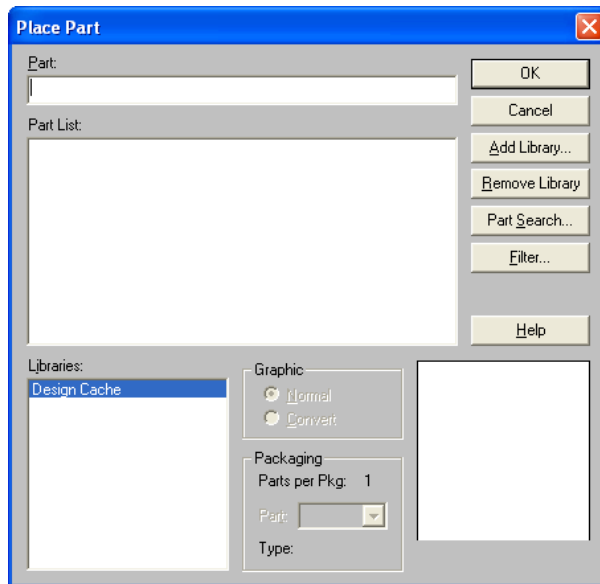 Place Part
Part:
OK
Cancel
Part List:
Add Library...
Remove Library
Part Search...
Filter...
Help
Libraries:
Design Cache
Graphic
Normal
Convert
Packaging
Parts per Pkg: 1
Part:
Type: